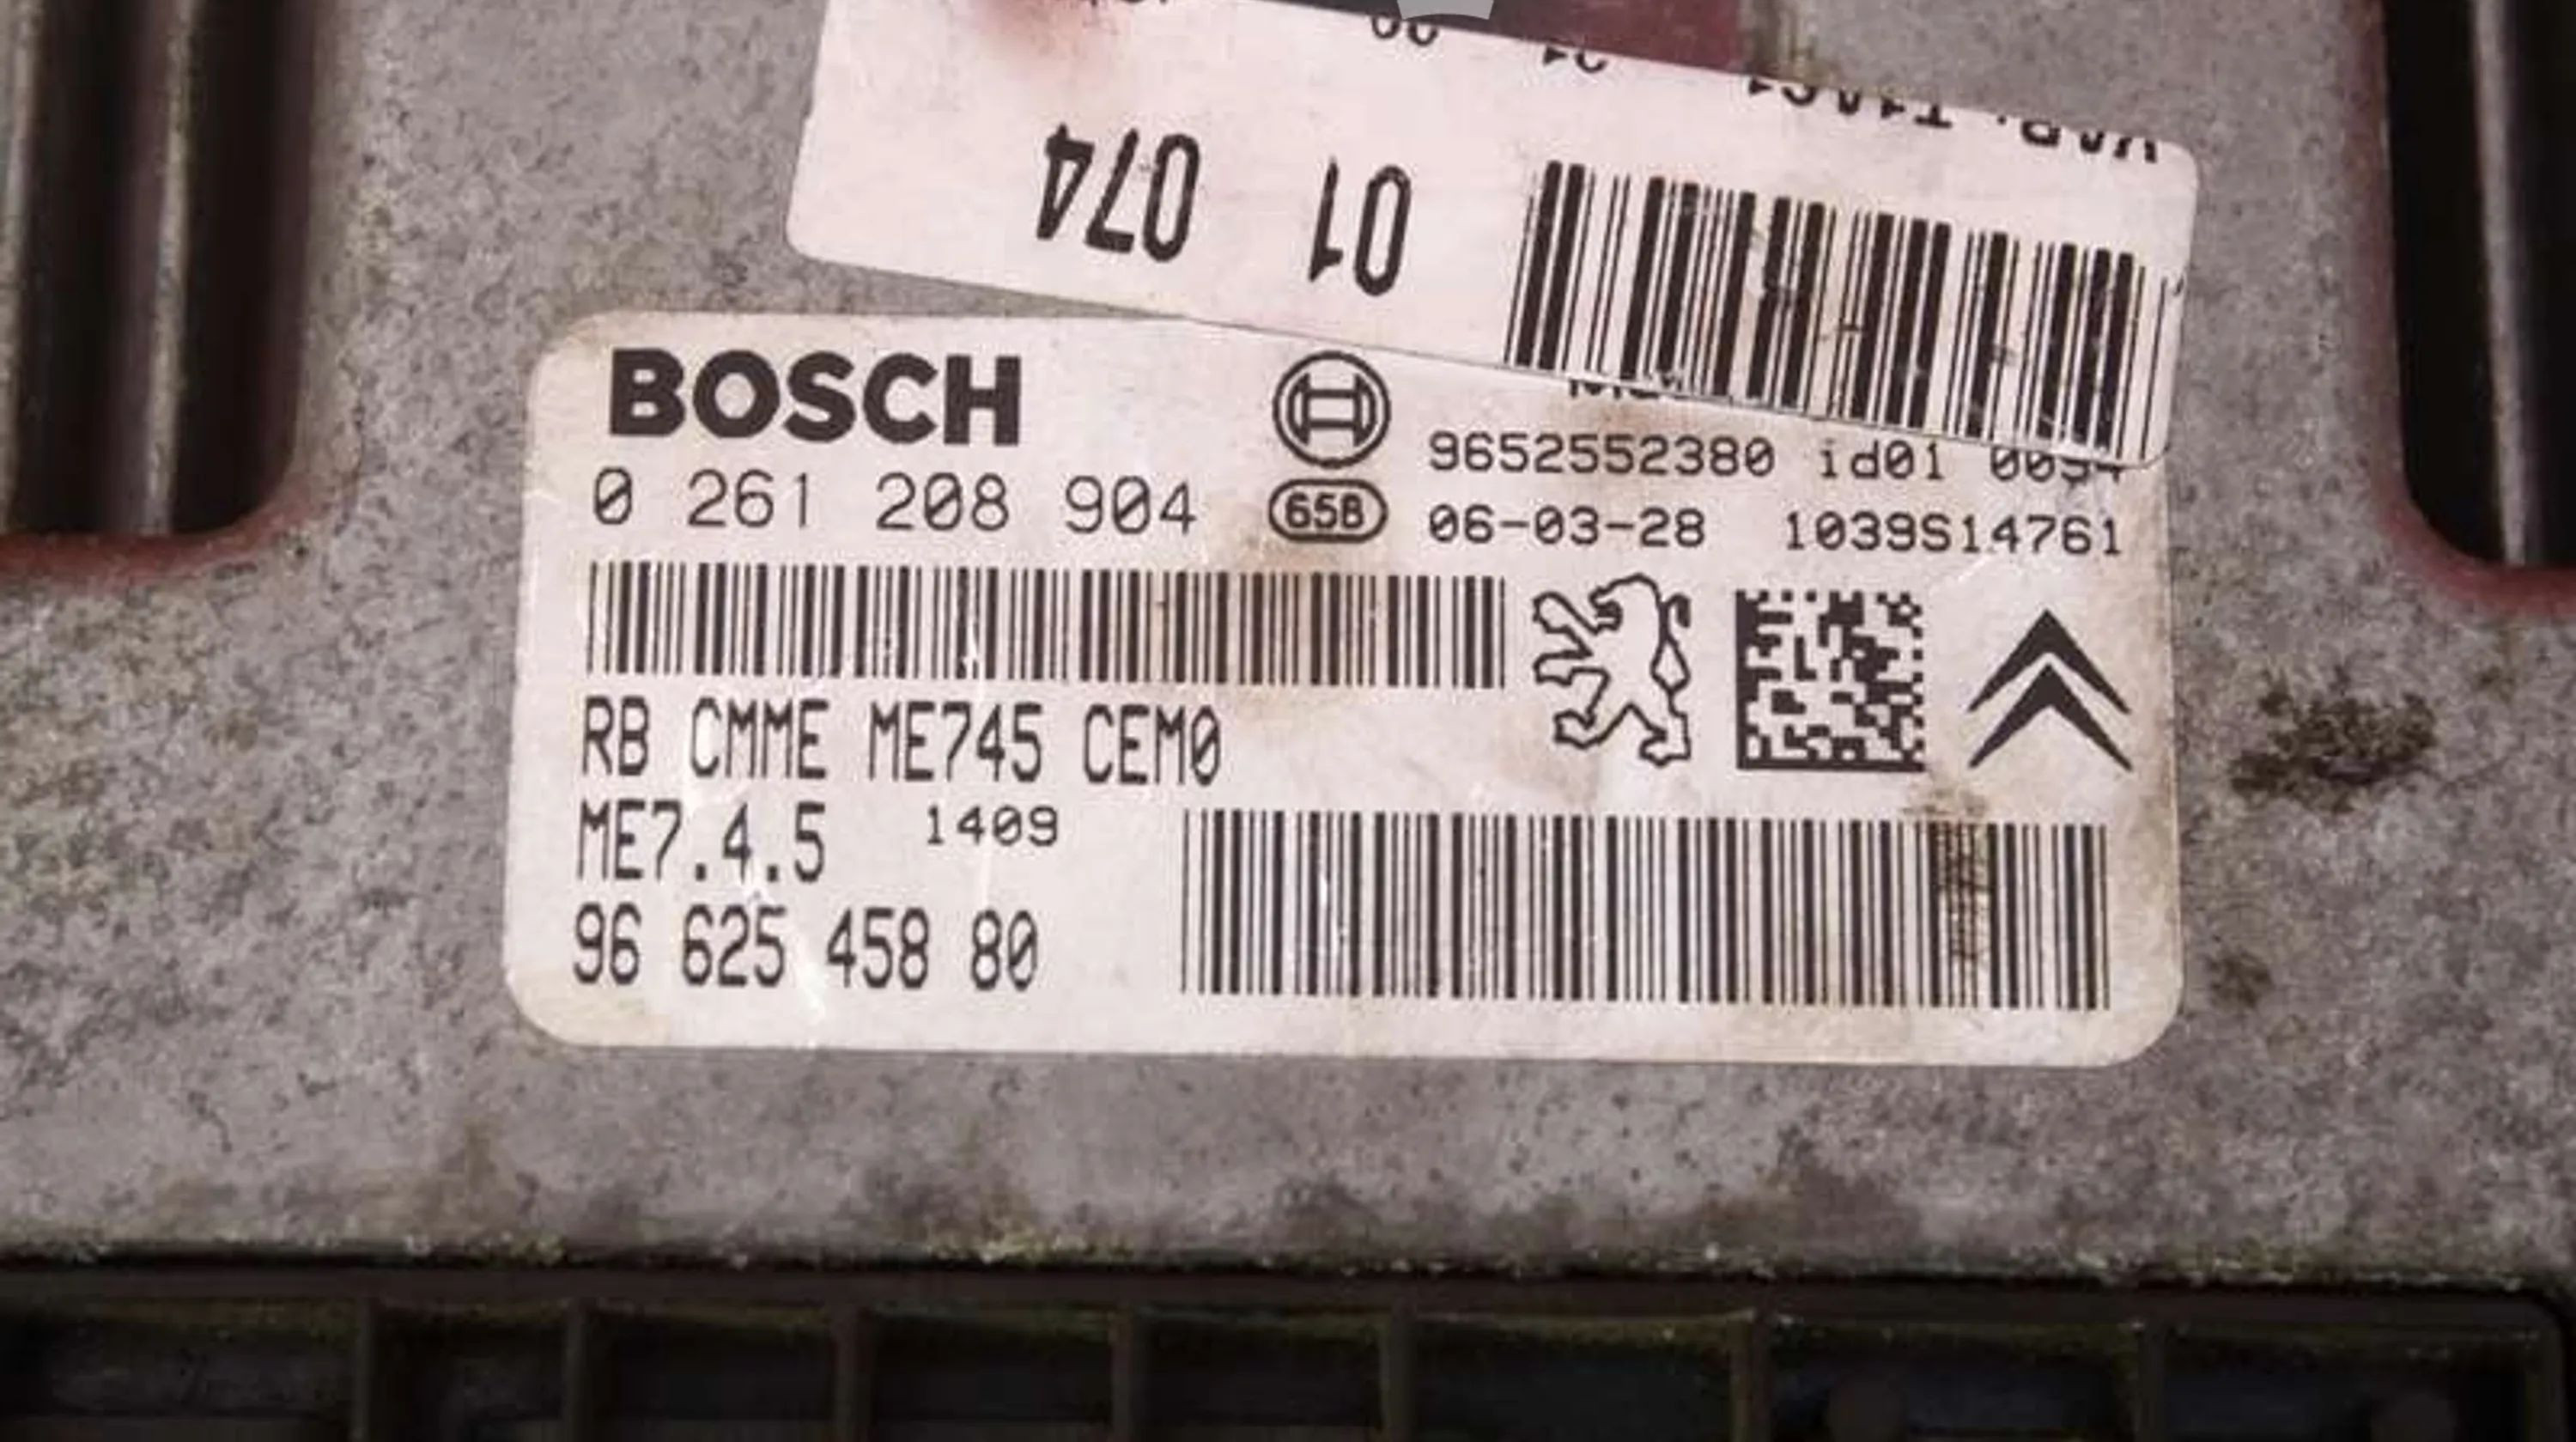 01 074
BOSCH
9652552380 id01
0 261 208 904 65B 06-03-28 1039S14761
RB CMME ME745 CEM0
ME7.4.5 1409
96 625 458 80